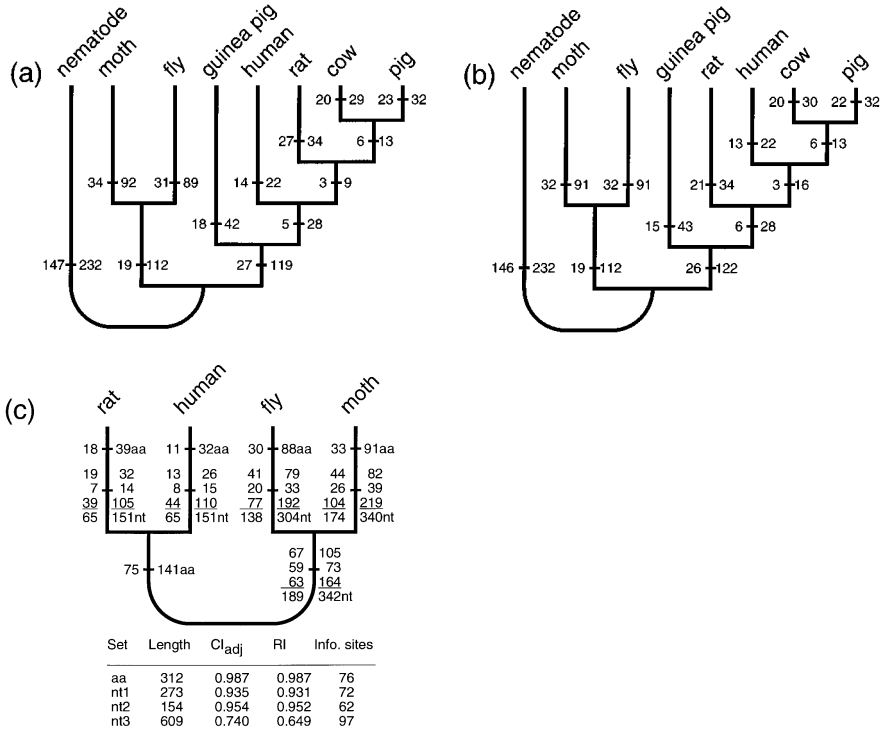 (a)
nematode
moth
fly
guinea pig
human
rat
cow
pig
20 29 23 32
27 34 6 13
34 92 31 89 14 22 3 9
18 42 5 28
147 232 19 112 27 119
(b)
nematode
moth
fly
guinea pig
rat
human
cow
pig
20 30 22 32
13 22 6 13
32 91 32 91 21 34 3 16
15 43 6 28
146 232 19 112 26 122
(c)
rat
human
fly
moth
18 39aa 11 32aa 30 88aa 33 91aa
19 32 13 26 41 79 44 82
7 14 8 15 20 33 26 39
39 105 44 110 77 192 104 219
65 151nt 65 151nt 138 304nt 174 340nt
67 105
75 141aa 59 73
63 164
189 342nt
Set Length CIadj RI Info. sites
aa 312 0.987 0.987 76
nt1 273 0.935 0.931 72
nt2 154 0.954 0.952 62
nt3 609 0.740 0.649 97